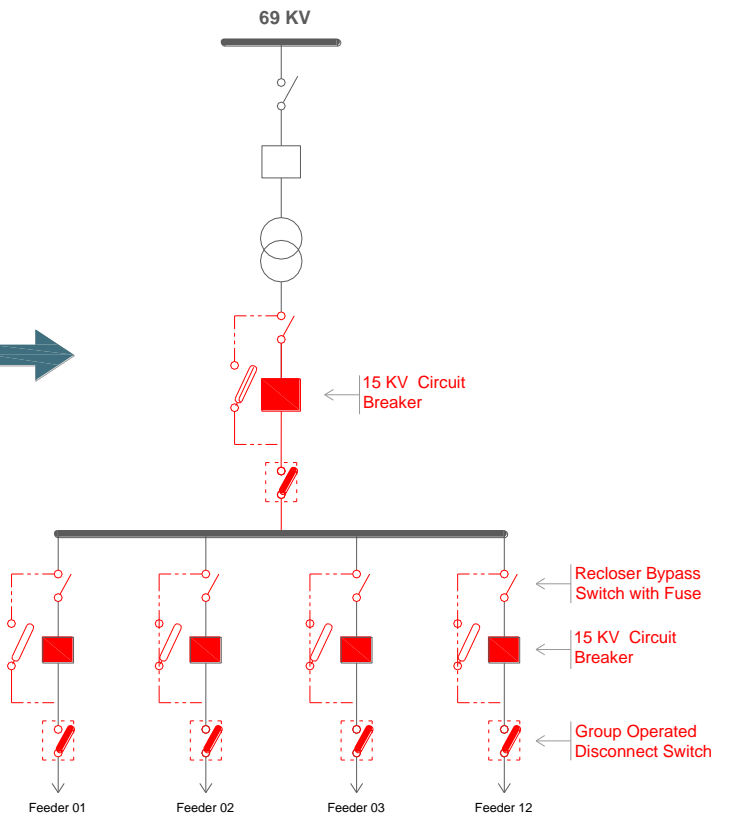 69 KV
15 KV Circuit
Breaker
Recloser Bypass
Switch with Fuse
15 KV Circuit
Breaker
Group Operated
Disconnect Switch
Feeder 01
Feeder 02
Feeder 03
Feeder 12